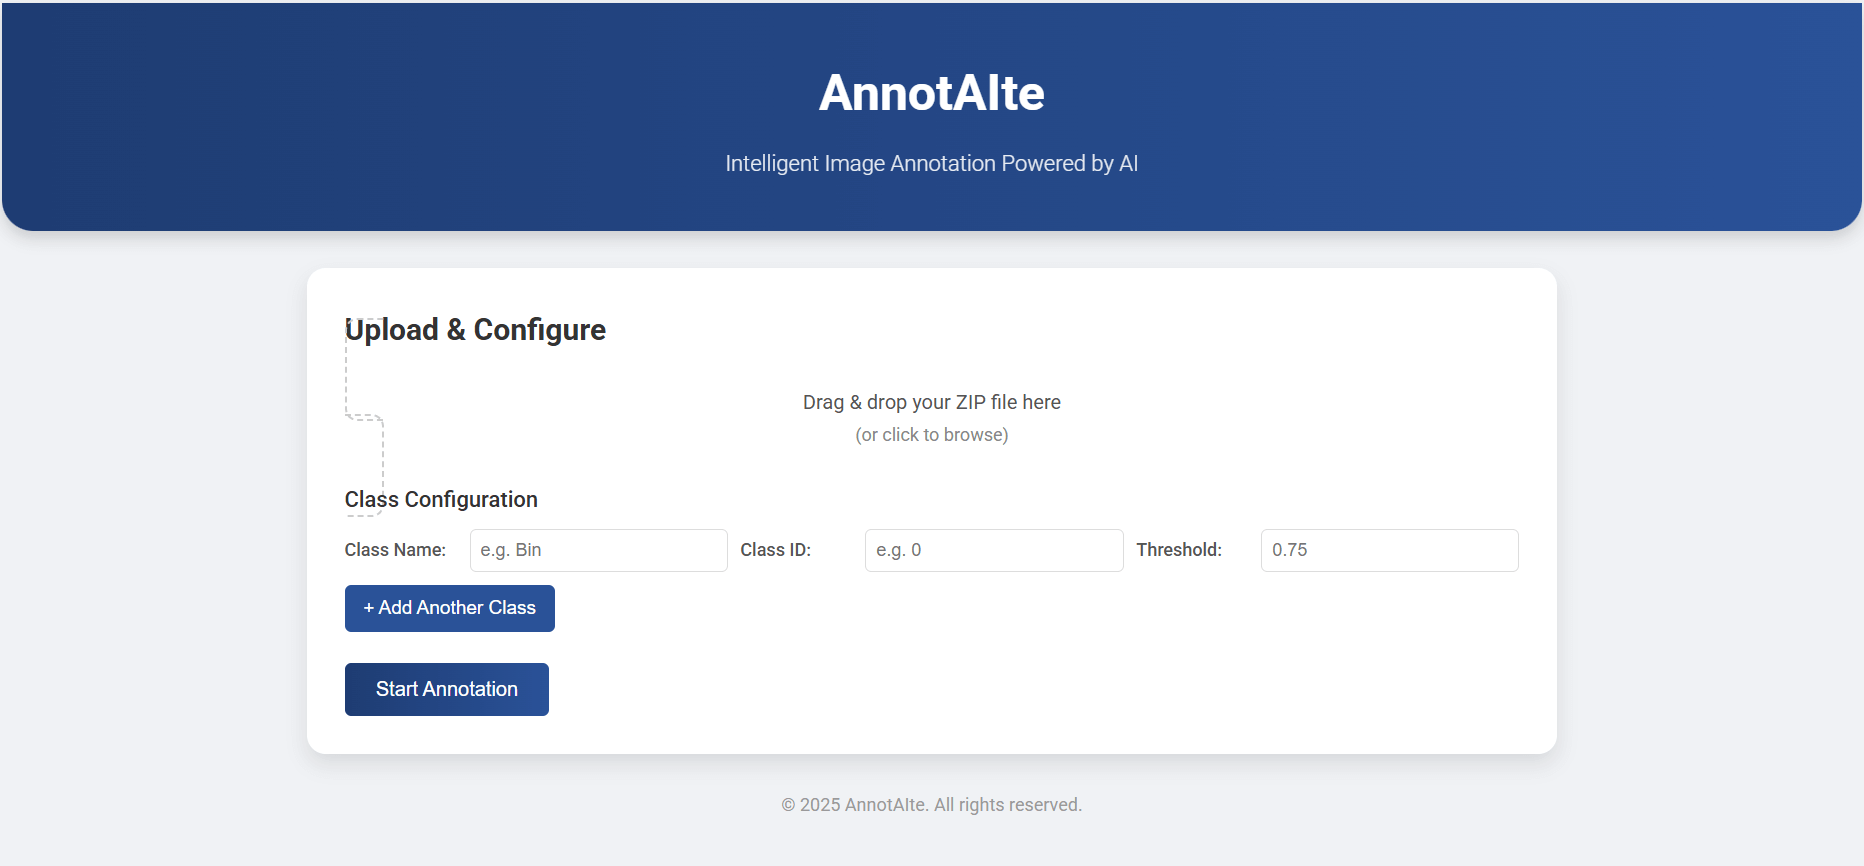 AnnotAIte
Intelligent Image Annotation Powered by AI
Upload & Configure
Drag & drop your ZIP file here
(or click to browse)
Class Configuration
Class Name: e.g. Bin Class ID: e.g. 0 Threshold: 0.75
+ Add Another Class
Start Annotation
© 2025 AnnotAIte. All rights reserved.